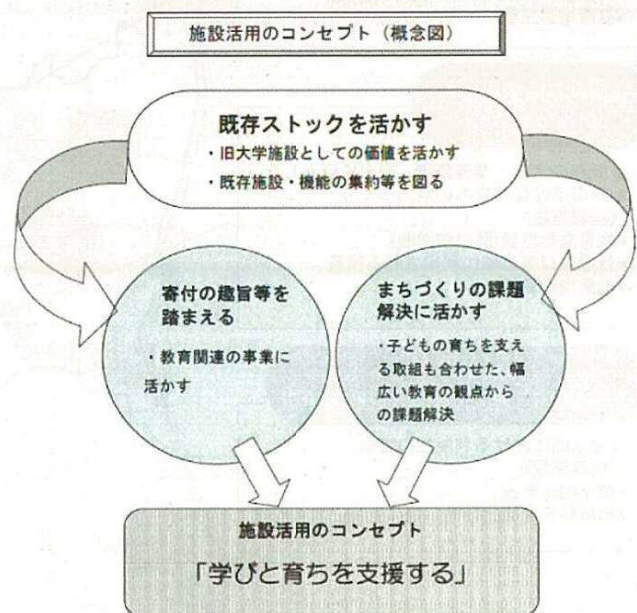 施設活用のコンセプト（概念図）
既存ストックを活かす
・旧大学施設としての価値を活かす
・既存施設・機能の集約等を図る
寄付の趣旨等を
踏まえる
・教育関連の事業に
活かす
まちづくりの課題
解決に活かす
・子どもの育ちを支え
る取組も合わせた、幅
広い教育の観点から
の課題解決
施設活用のコンセプト
「学びと育ちを支援する」